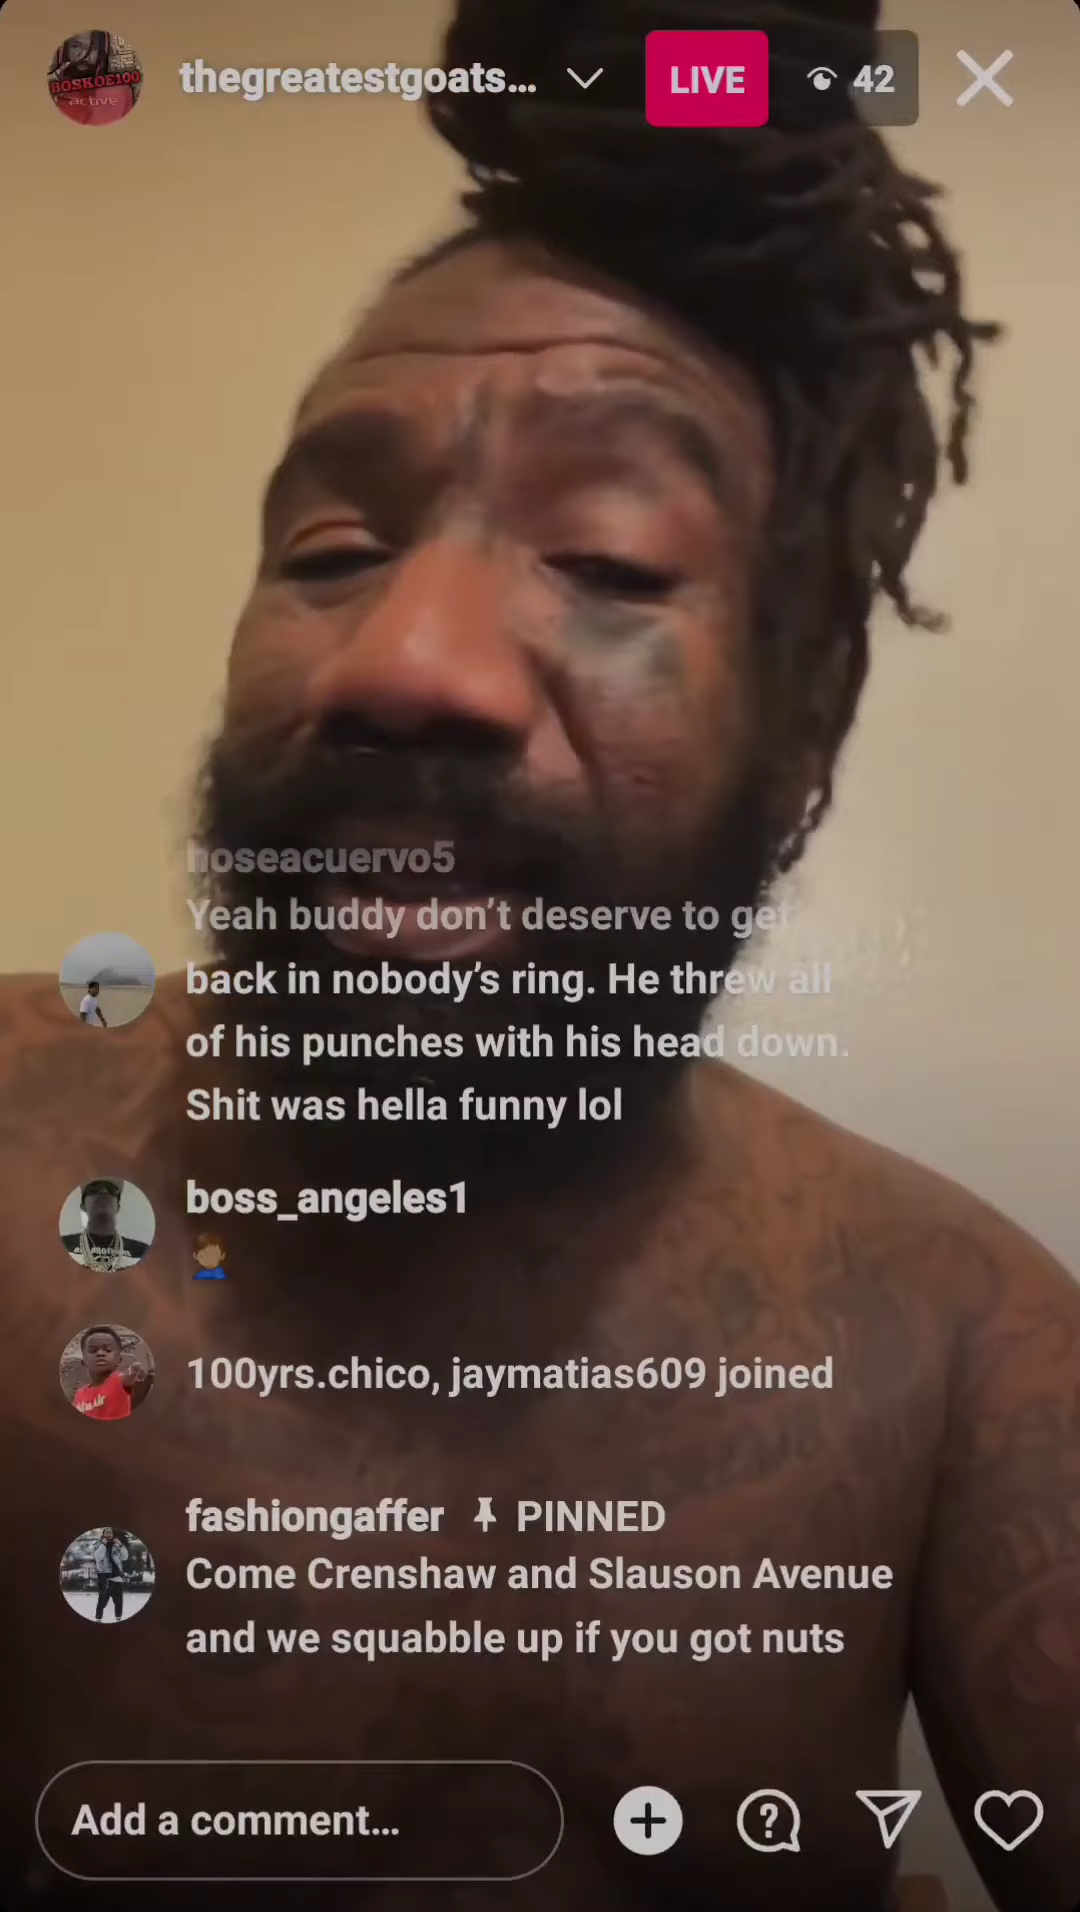 BOSKOE100
active
thegreatestgoats...
LIVE
42
hoseacuervo5
Yeah buddy don't deserve to get
back in nobody's ring. He threw all
of his punches with his head down.
Shit was hella funny lol
boss_angeles1
🤦🏽‍♂️
100yrs.chico, jaymatias609 joined
fashiongaffer PINNED
Come Crenshaw and Slauson Avenue
and we squabble up if you got nuts
Add a comment...